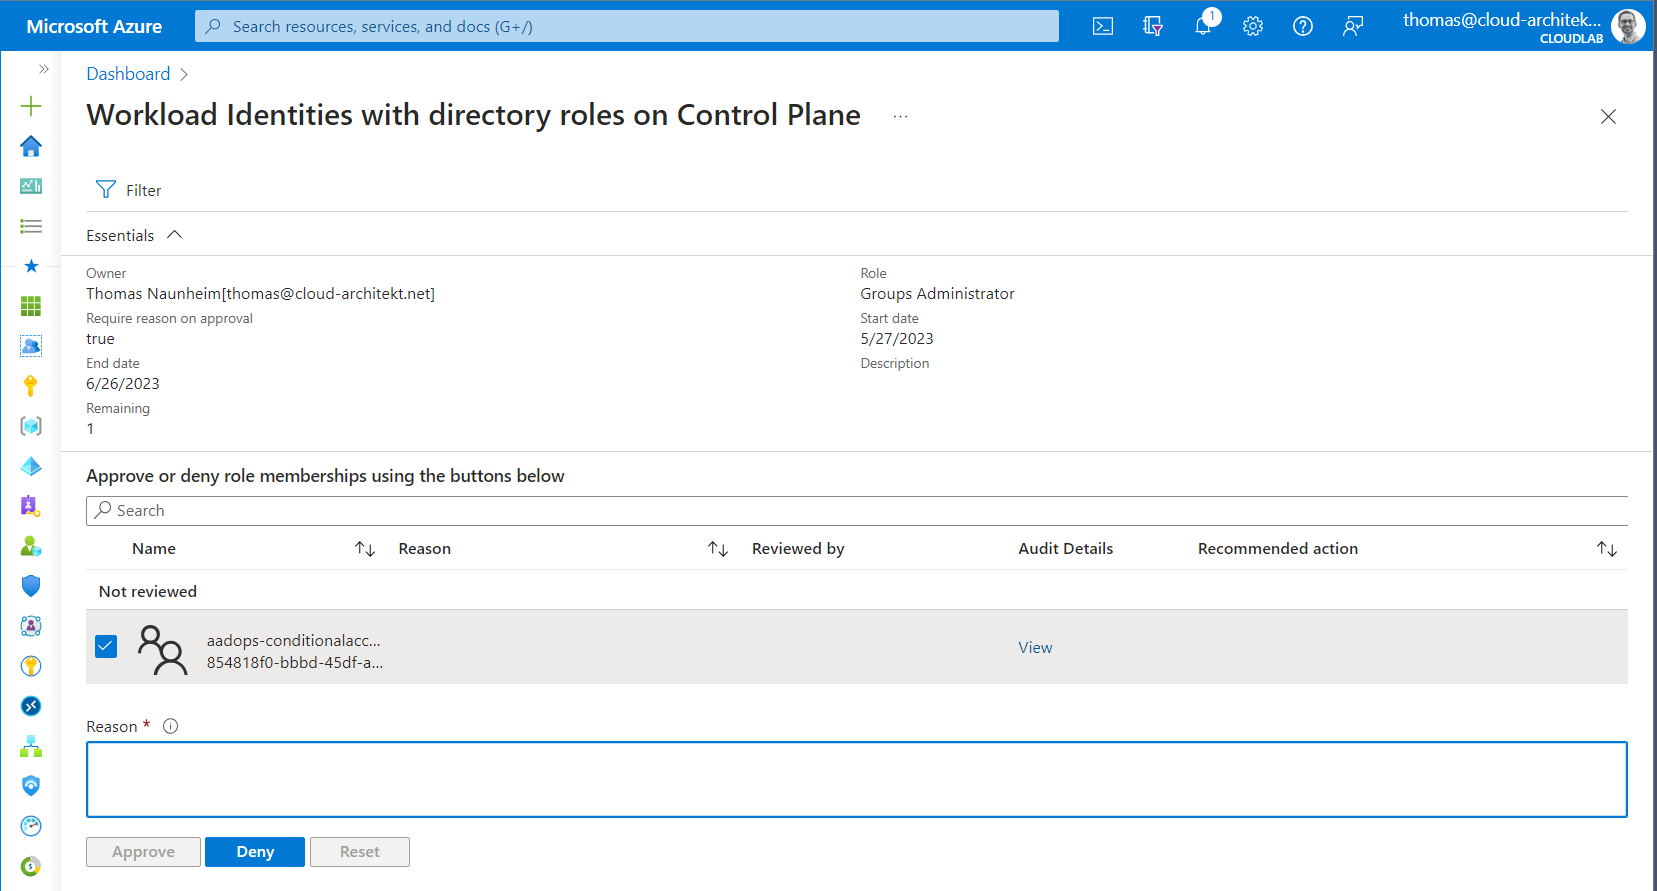 Microsoft Azure
Search resources, services, and docs (G+/)
1
thomas@cloud-architek...
CLOUDLAB
Dashboard
Workload Identities with directory roles on Control Plane
Filter
Essentials
Owner
Thomas Naunheim[thomas@cloud-architekt.net]
Require reason on approval
true
End date
6/26/2023
Remaining
1
Role
Groups Administrator
Start date
5/27/2023
Description
Approve or deny role memberships using the buttons below
Search
Name Reason Reviewed by Audit Details Recommended action
Not reviewed
aadops-conditionalacc...
854818f0-bbbd-45df-a...
View
Reason *
Approve Deny Reset